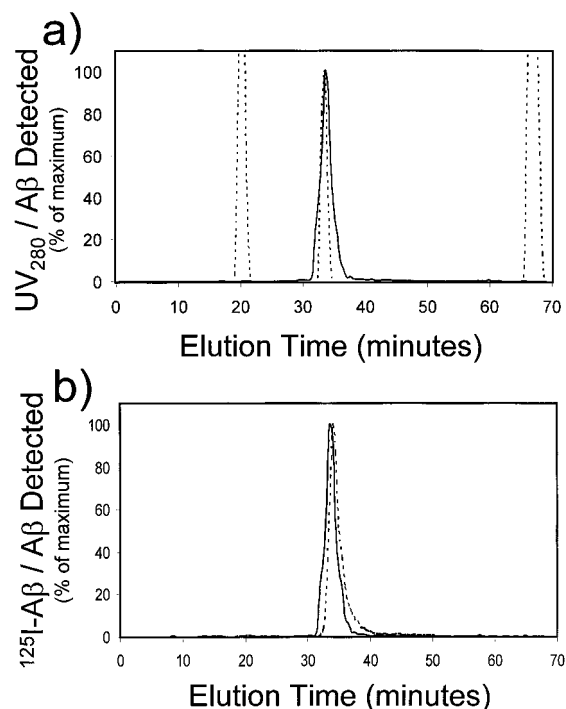 a)
UV280 / Aβ Detected
(% of maximum)
100
80
60
40
20
0
0 10 20 30 40 50 60 70
Elution Time (minutes)
b)
125I-Aβ / Aβ Detected
(% of maximum)
100
80
60
40
20
0
0 10 20 30 40 50 60 70
Elution Time (minutes)